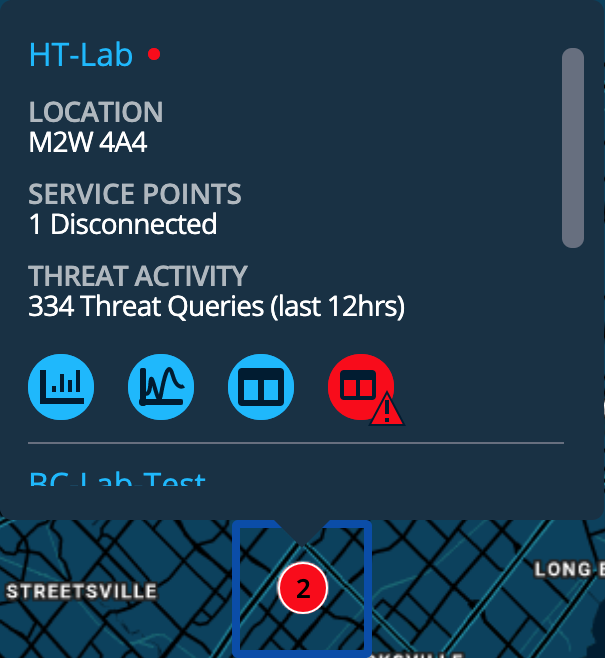 HT-Lab
LOCATION
M2W 4A4
SERVICE POINTS
1 Disconnected
THREAT ACTIVITY
334 Threat Queries (last 12hrs)
BC-Lab-Test
2
STREETSVILLE
LONG